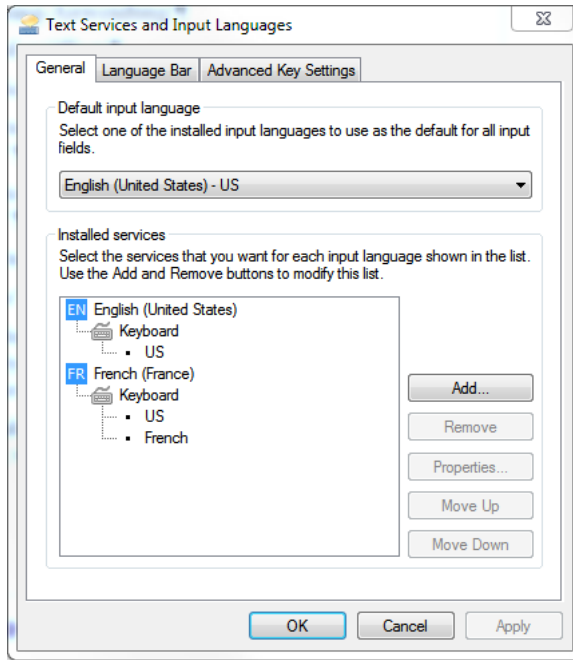 Text Services and Input Languages
General
Language Bar
Advanced Key Settings
Default input language
Select one of the installed input languages to use as the default for all input
fields.
English (United States) - US
Installed services
Select the services that you want for each input language shown in the list.
Use the Add and Remove buttons to modify this list.
EN English (United States)
Keyboard
US
FR French (France)
Keyboard
US
French
Add...
Remove
Properties...
Move Up
Move Down
OK
Cancel
Apply